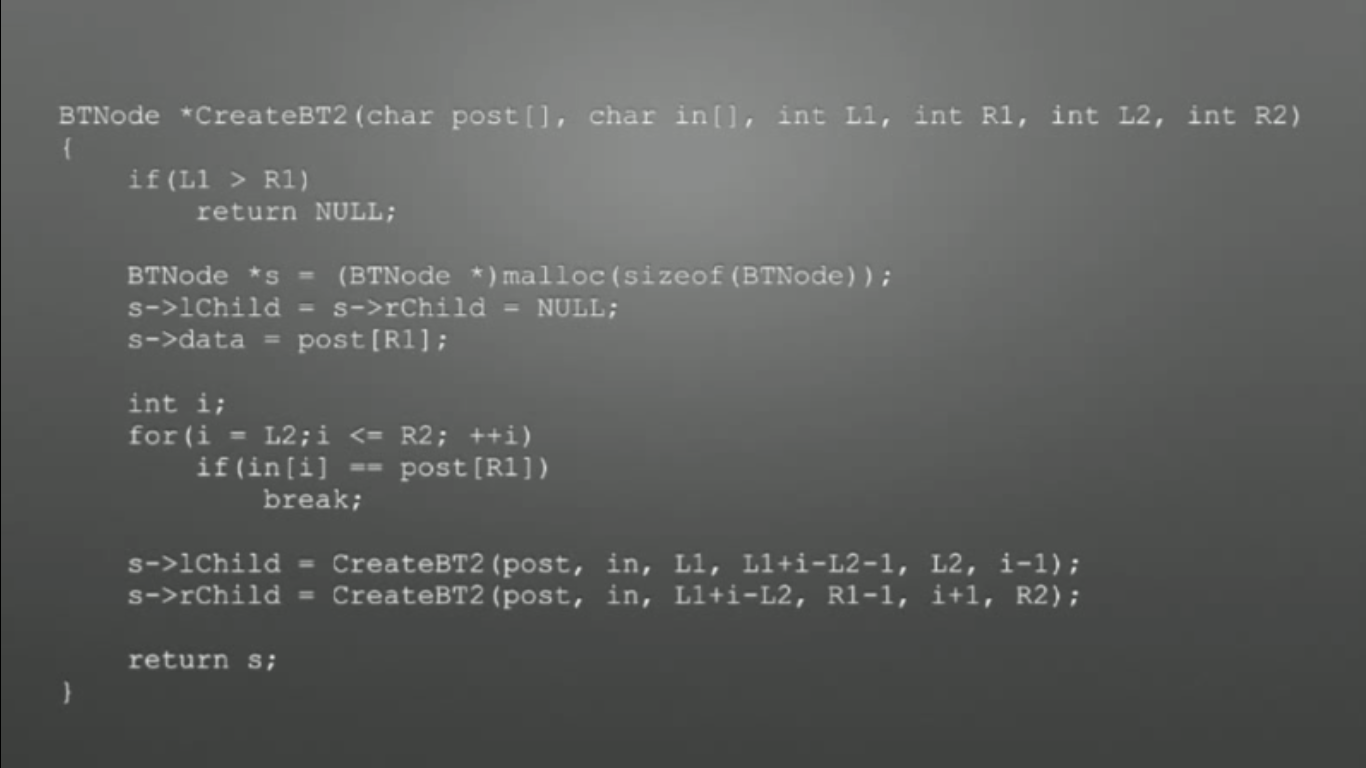 BTNode *CreateBT2(char post[], char in[], int L1, int R1, int L2, int R2)
{
if(L1 > R1)
return NULL;
BTNode *s = (BTNode *)malloc(sizeof(BTNode));
s->lChild = s->rChild = NULL;
s->data = post[R1];
int i;
for(i = L2;i <= R2; ++i)
if(in[i] == post[R1])
break;
s->lChild = CreateBT2(post, in, L1, L1+i-L2-1, L2, i-1);
s->rChild = CreateBT2(post, in, L1+i-L2, R1-1, i+1, R2);
return s;
}